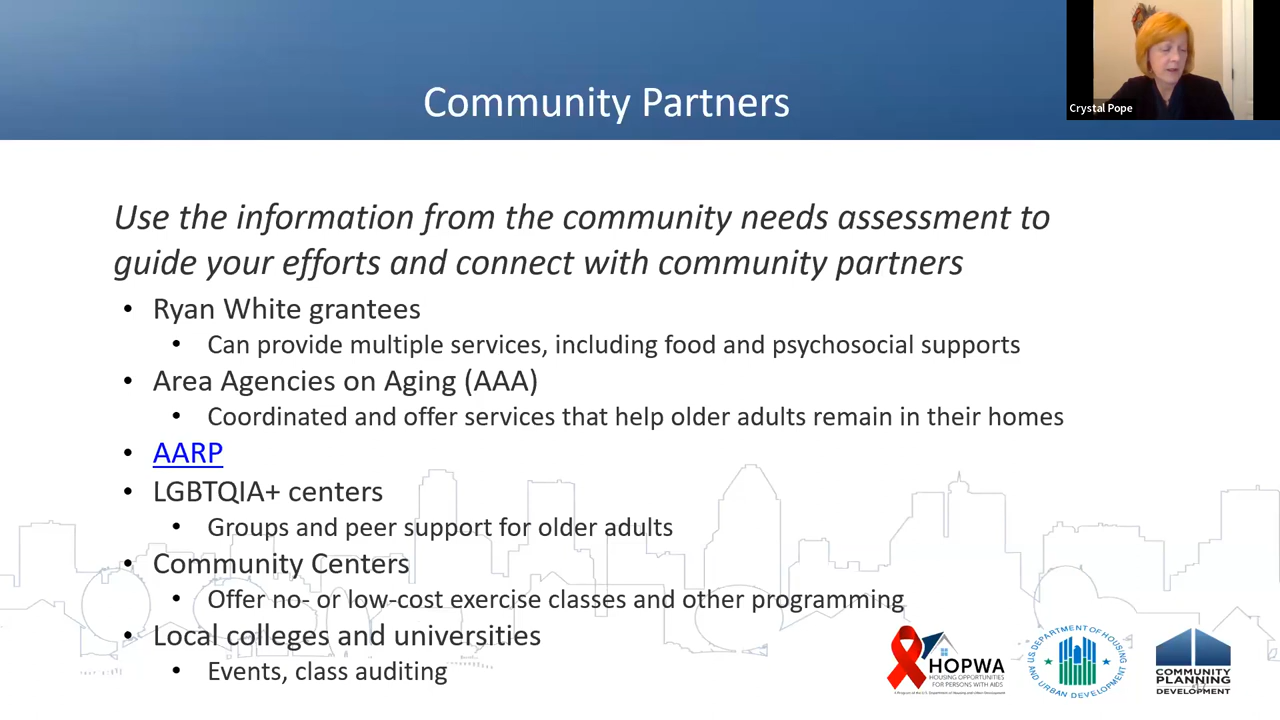 Community Partners
Crystal Pope
Use the information from the community needs assessment to
guide your efforts and connect with community partners
• Ryan White grantees
• Can provide multiple services, including food and psychosocial supports
• Area Agencies on Aging (AAA)
• Coordinated and offer services that help older adults remain in their homes
• AARP
• LGBTQIA+ centers
• Groups and peer support for older adults
• Community Centers
• Offer no- or low-cost exercise classes and other programming
• Local colleges and universities
• Events, class auditing
HOPWA
HOUSING OPPORTUNITIES
FOR PERSONS WITH AIDS
A Program of the U.S. Department of Housing and Urban Development
U.S. DEPARTMENT OF HOUSING
AND URBAN DEVELOPMENT
COMMUNITY
PLANNING
DEVELOPMENT